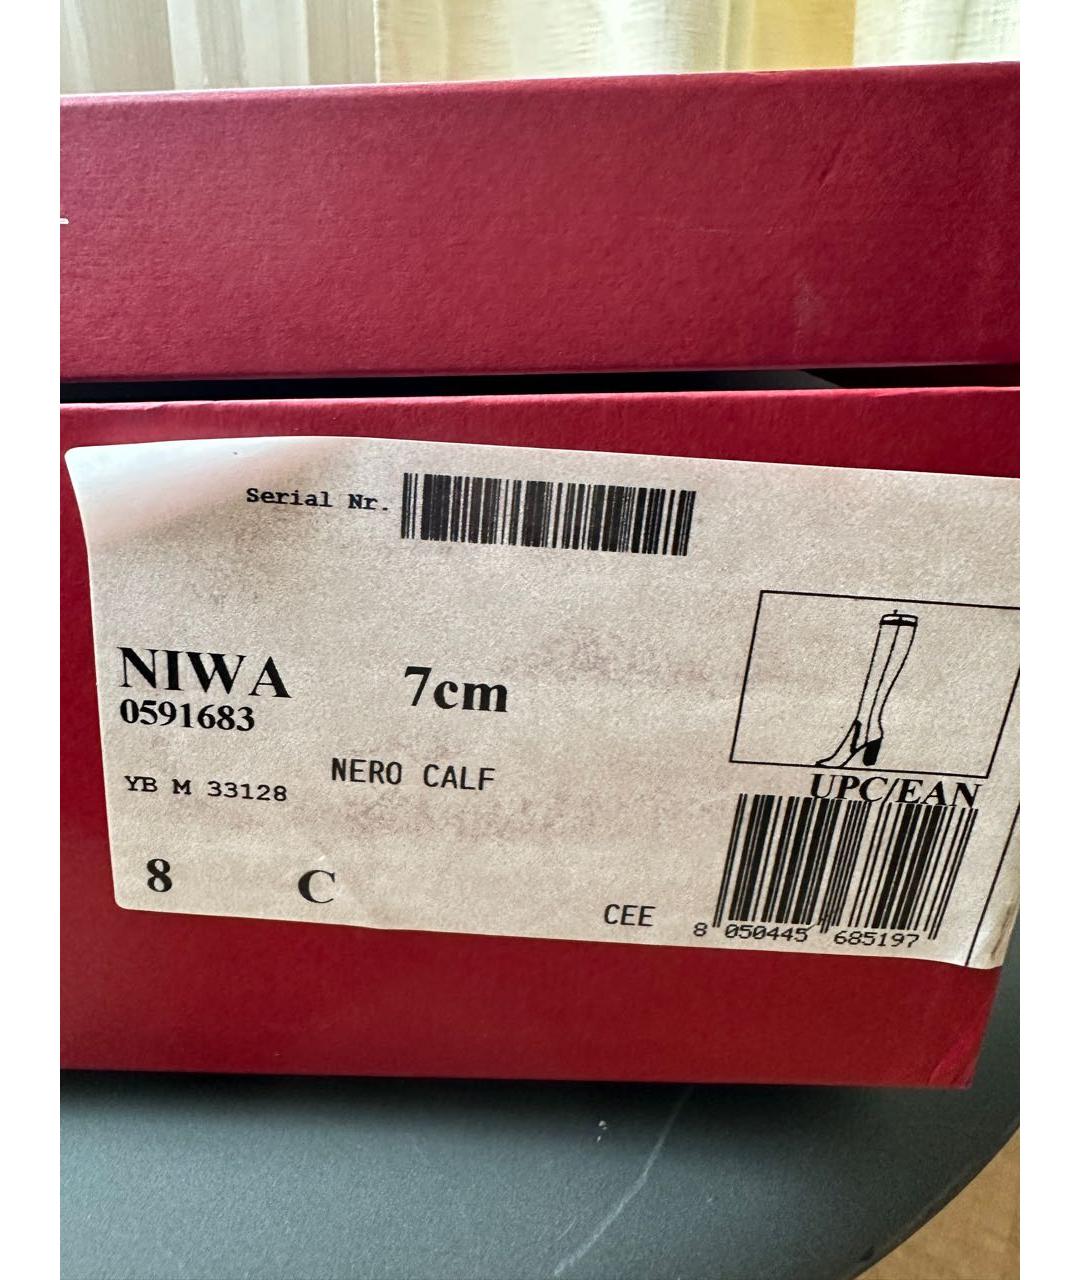 Serial Nr.
NIWA
7cm
0591683
NERO CALF
YB M 33128
UPC/EAN
8 C
CEE
8 050445 685197